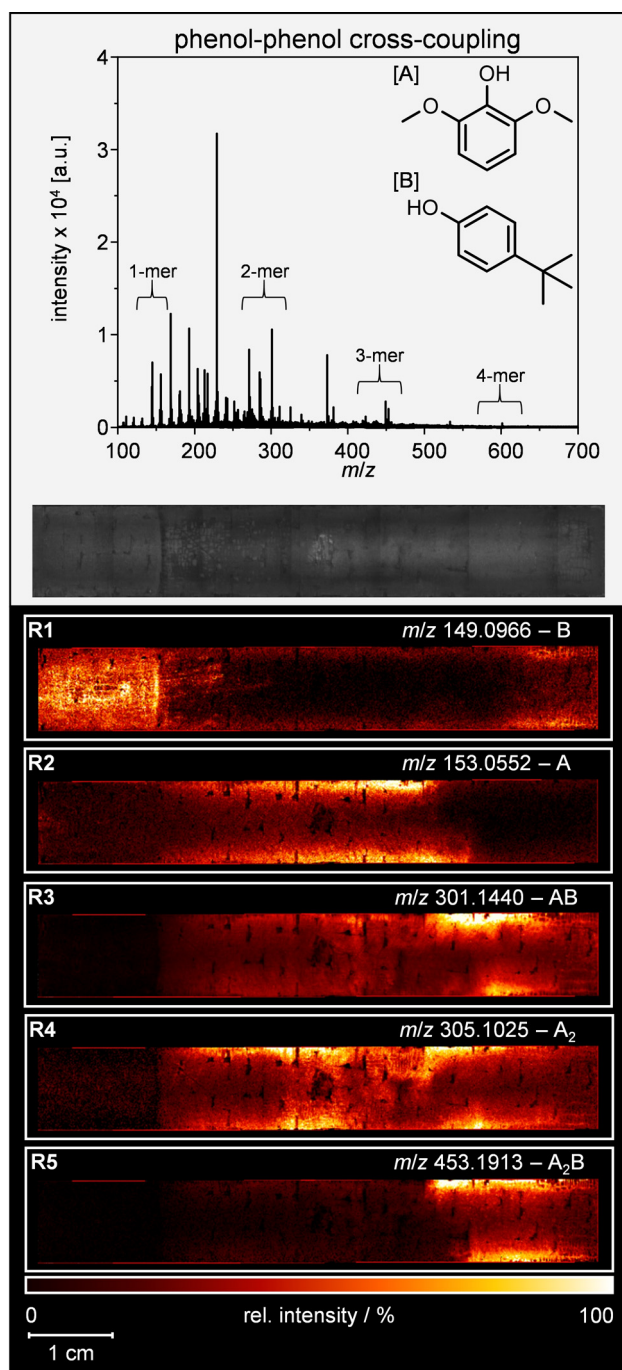 phenol-phenol cross-coupling
4
3
2
1
0
intensity x 10⁴ [a.u.]
[A]
OH
O
O
[B]
HO
1-mer
2-mer
3-mer
4-mer
100
200
300
400
500
600
700
m/z
R1
m/z 149.0966 – B
R2
m/z 153.0552 – A
R3
m/z 301.1440 – AB
R4
m/z 305.1025 – A₂
R5
m/z 453.1913 – A₂B
0
rel. intensity / %
100
1 cm